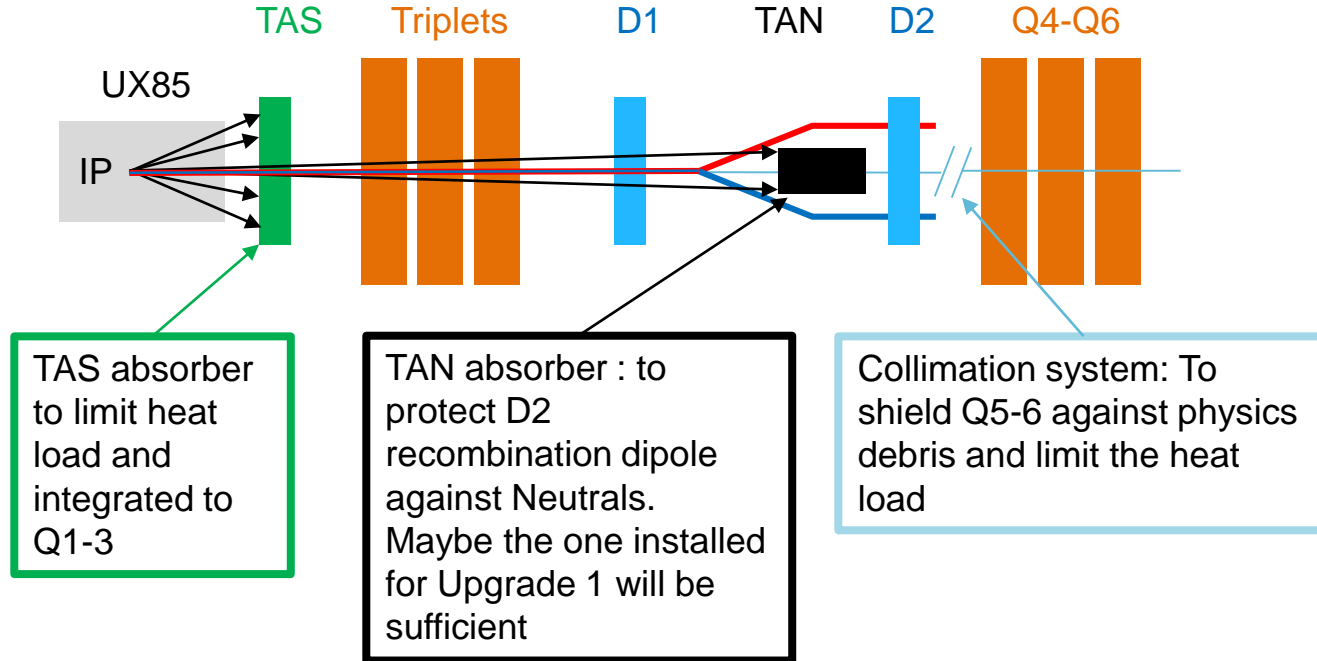 TAS Triplets D1 TAN D2 Q4-Q6
UX85
IP
TAS absorber
to limit heat
load and
integrated to
Q1-3
TAN absorber : to
protect D2
recombination dipole
against Neutrals.
Maybe the one installed
for Upgrade 1 will be
sufficient
Collimation system: To
shield Q5-6 against physics
debris and limit the heat
load